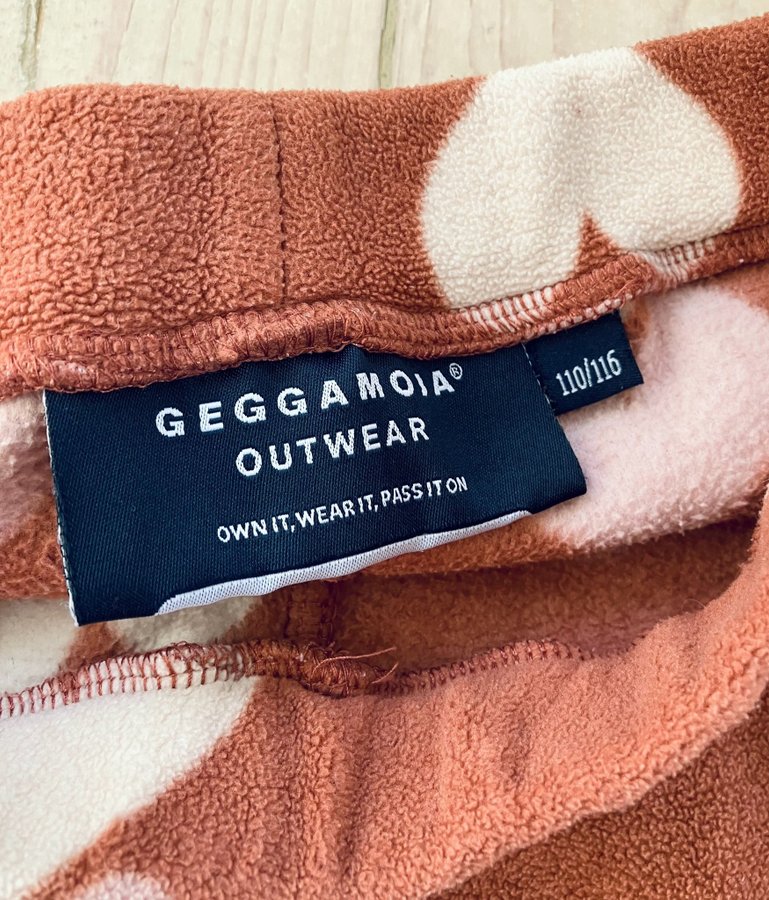 GEGGAMOJA®
OUTWEAR
OWN IT, WEAR IT, PASS IT ON
110/116